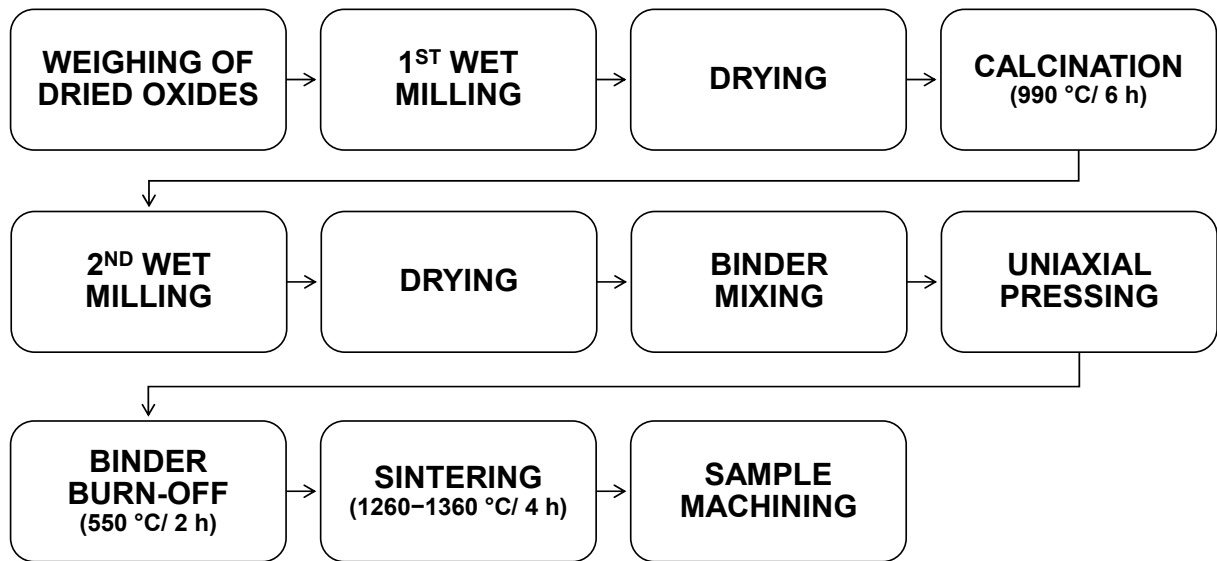 WEIGHING OF
DRIED OXIDES
1ST WET
MILLING
DRYING
CALCINATION
(990 °C/ 6 h)
2ND WET
MILLING
DRYING
BINDER
MIXING
UNIAXIAL
PRESSING
BINDER
BURN-OFF
(550 °C/ 2 h)
SINTERING
(1260−1360 °C/ 4 h)
SAMPLE
MACHINING